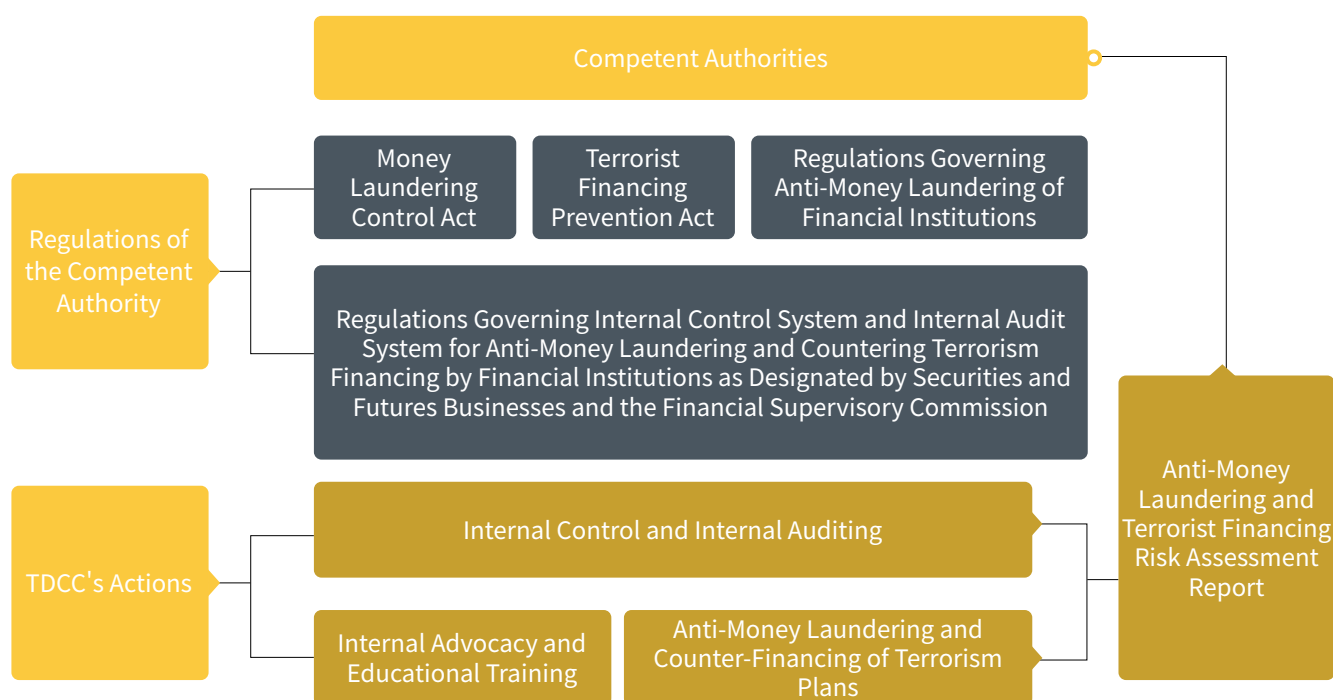 Competent Authorities
Regulations of
the Competent
Authority
Money
Laundering
Control Act
Terrorist
Financing
Prevention Act
Regulations Governing
Anti-Money Laundering of
Financial Institutions
Regulations Governing Internal Control System and Internal Audit
System for Anti-Money Laundering and Countering Terrorism
Financing by Financial Institutions as Designated by Securities and
Futures Businesses and the Financial Supervisory Commission
TDCC's Actions
Internal Control and Internal Auditing
Internal Advocacy and
Educational Training
Anti-Money Laundering and
Counter-Financing of Terrorism
Plans
Anti-Money
Laundering and
Terrorist Financing
Risk Assessment
Report